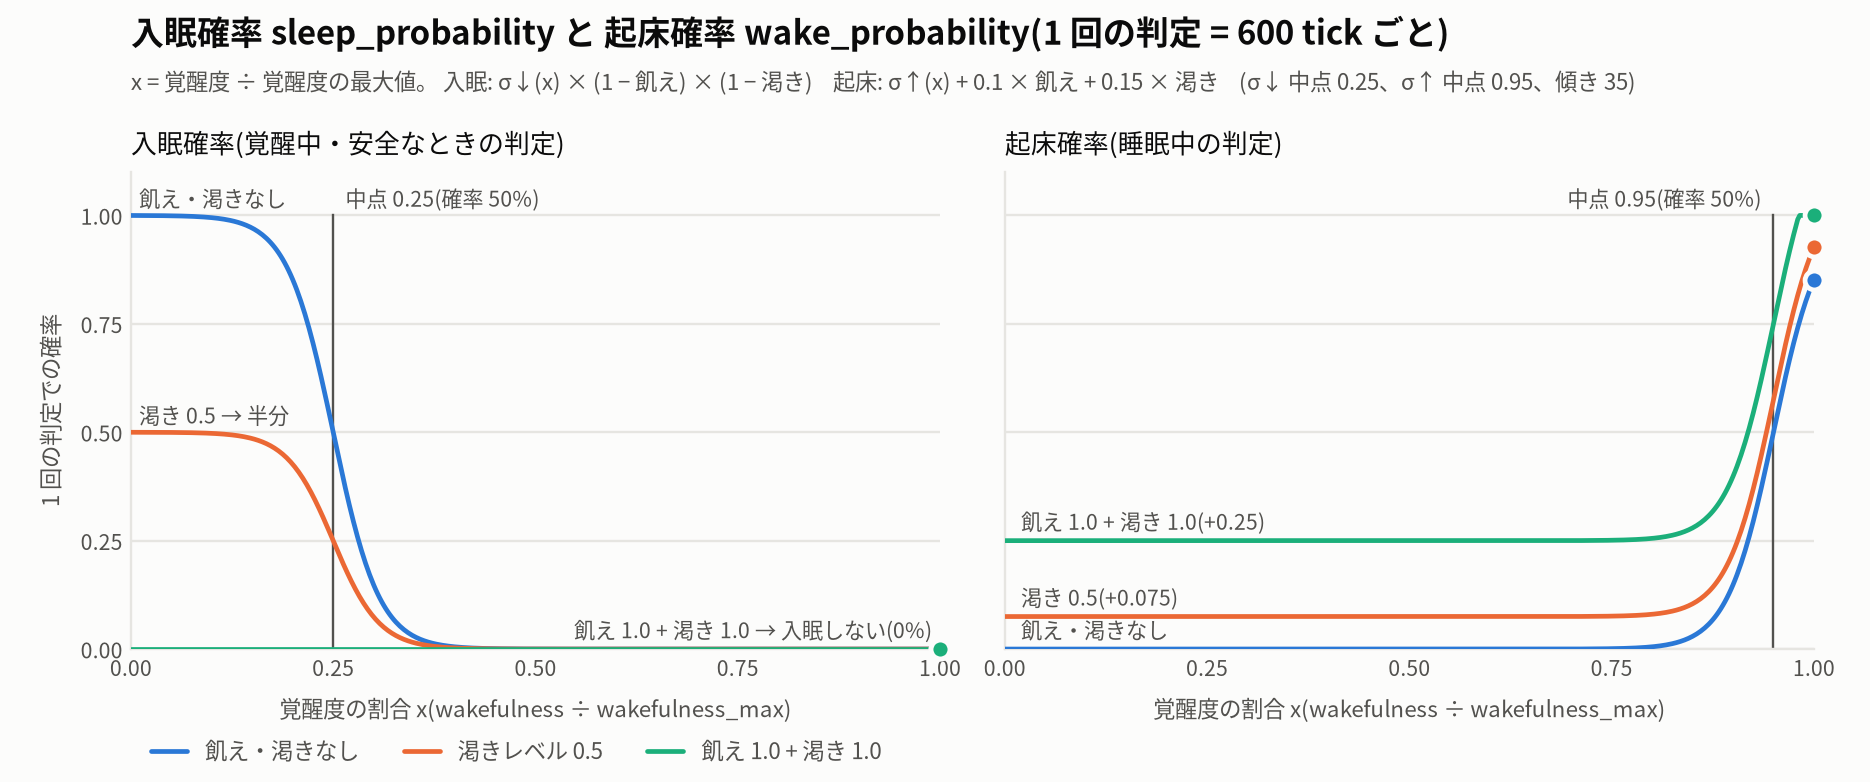 入眠確率 sleep_probability と 起床確率 wake_probability(1 回の判定 = 600 tick ごと)
x = 覚醒度 ÷ 覚醒度の最大値。 入眠: σ↓(x) × (1 − 飢え) × (1 − 渇き)　起床: σ↑(x) + 0.1 × 飢え + 0.15 × 渇き　(σ↓ 中点 0.25、σ↑ 中点 0.95、傾き 35)
入眠確率(覚醒中・安全なときの判定)
飢え・渇きなし
中点 0.25(確率 50%)
渇き 0.5 → 半分
飢え 1.0 + 渇き 1.0 → 入眠しない(0%)
1 回の判定での確率
1.00
0.75
0.50
0.25
0.00
0.00 0.25 0.50 0.75 1.00
覚醒度の割合 x(wakefulness ÷ wakefulness_max)
起床確率(睡眠中の判定)
中点 0.95(確率 50%)
飢え 1.0 + 渇き 1.0(+0.25)
渇き 0.5(+0.075)
飢え・渇きなし
0.00 0.25 0.50 0.75 1.00
覚醒度の割合 x(wakefulness ÷ wakefulness_max)
飢え・渇きなし 渇きレベル 0.5 飢え 1.0 + 渇き 1.0